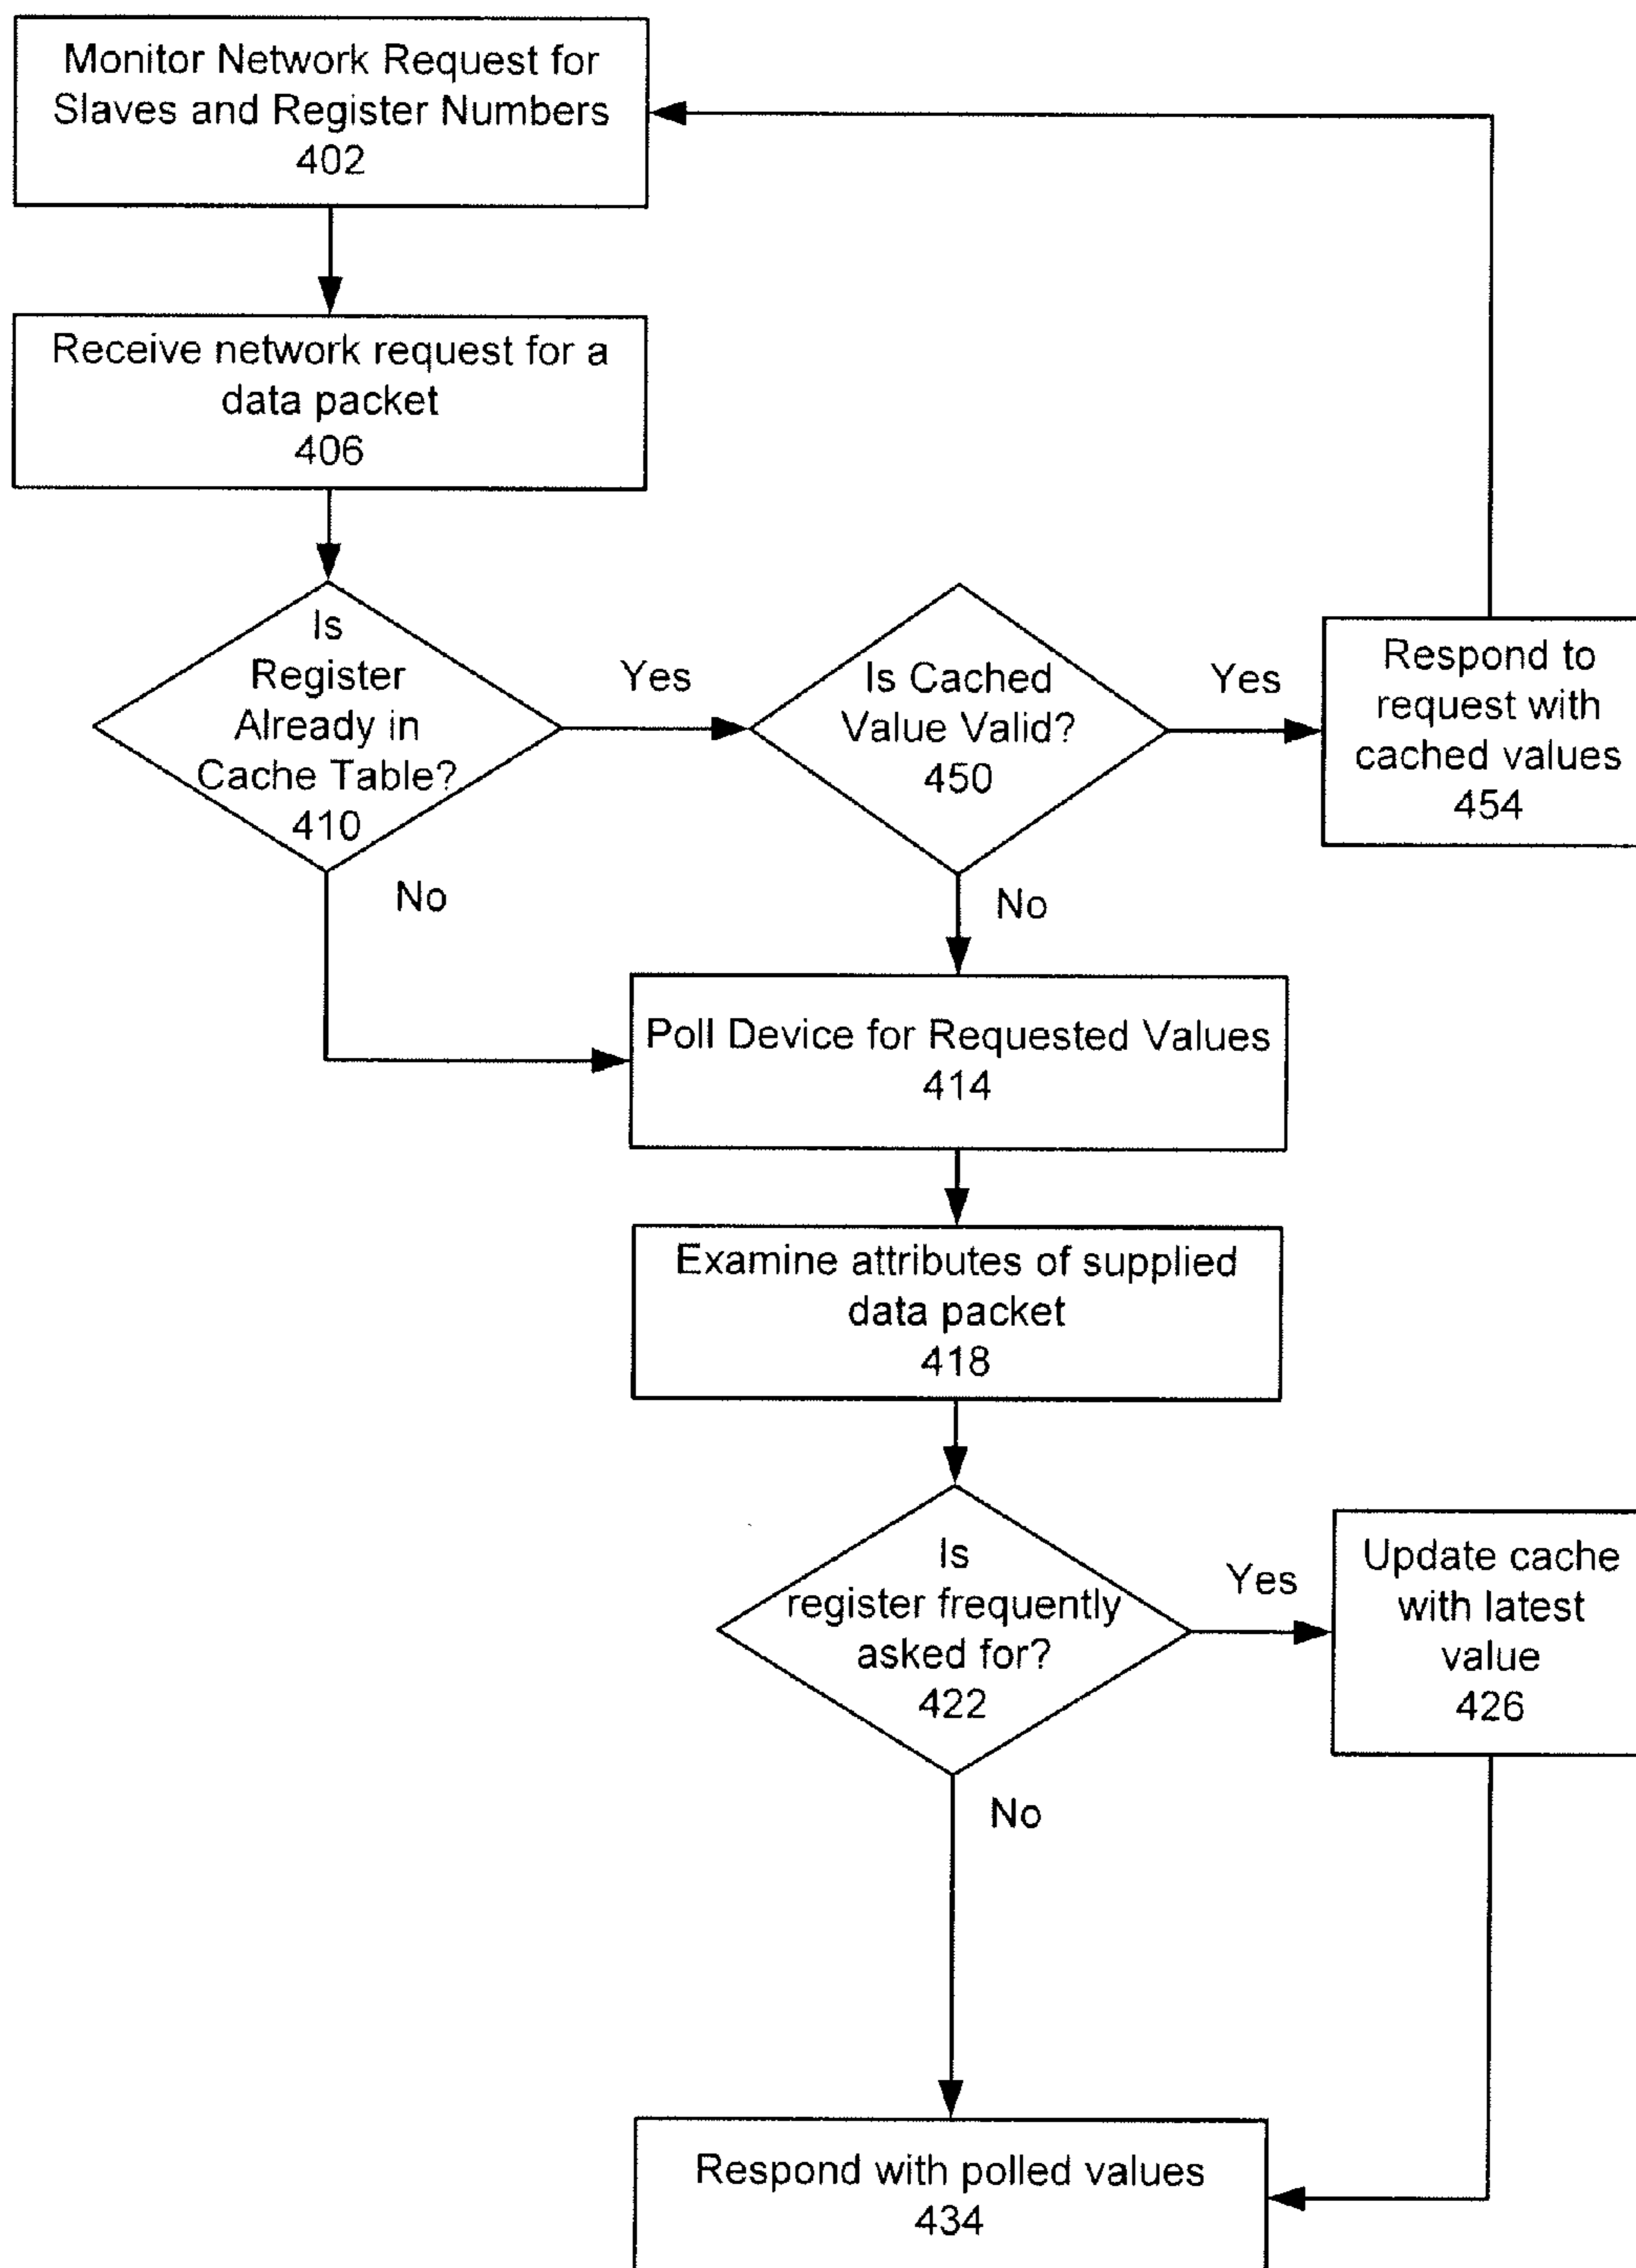 Monitor Network Request for
Slaves and Register Numbers
402
Receive network request for a
data packet
406
Is
Register
Already in
Cache Table?
410
Yes
Is Cached
Value Valid?
450
Yes
Respond to
request with
cached values
454
No
No
Poll Device for Requested Values
414
Examine attributes of supplied
data packet
418
Is
register frequently
asked for?
422
Yes
Update cache
with latest
value
426
No
Respond with polled values
434